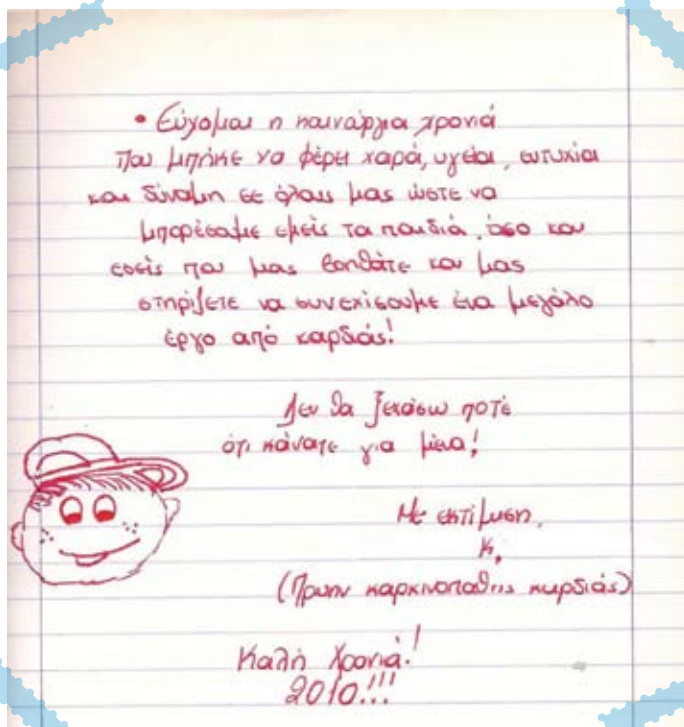 • Εύχομαι η καινάργια χρονιά
που μπήκε να φέρει χαρά, υγεία, ευτυχία
και δύναμη σε όλους μας ώστε να
μπορέσουμε εμείς τα παιδιά, όσο και
εσείς που μας βοηθάτε και μας
στηρίζετε να συνεχίσουμε ένα μεγάλο
έργο από καρδιάς!
Δεν θα ξεχάσω ποτέ
ότι κάνατε για μένα!
Με εκτίμηση,
Κ,
(Πρωην καρκινοπαθής καρδιάς)
Καλή Χρονιά!
2010!!!